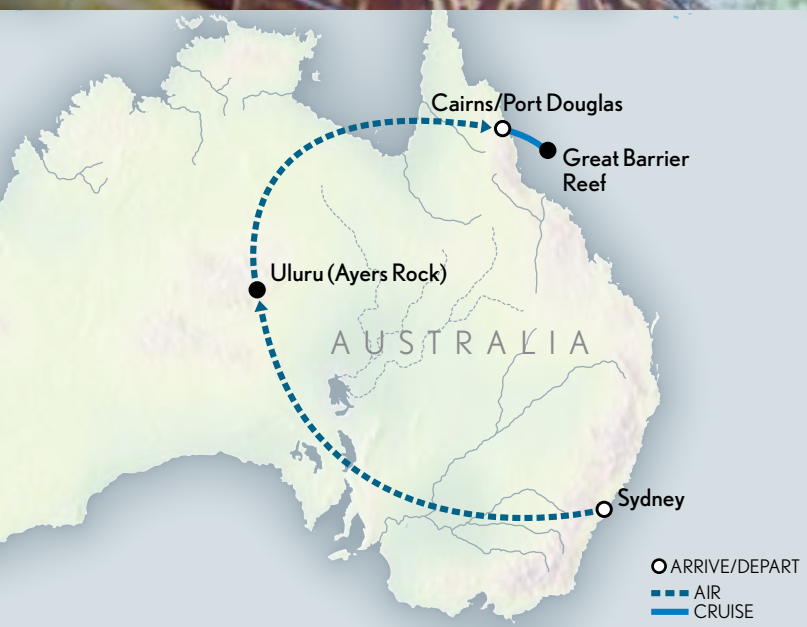 Cairns/Port Douglas
Great Barrier
Reef
Uluru (Ayers Rock)
AUSTRALIA
Sydney
ARRIVE/DEPART
AIR
CRUISE